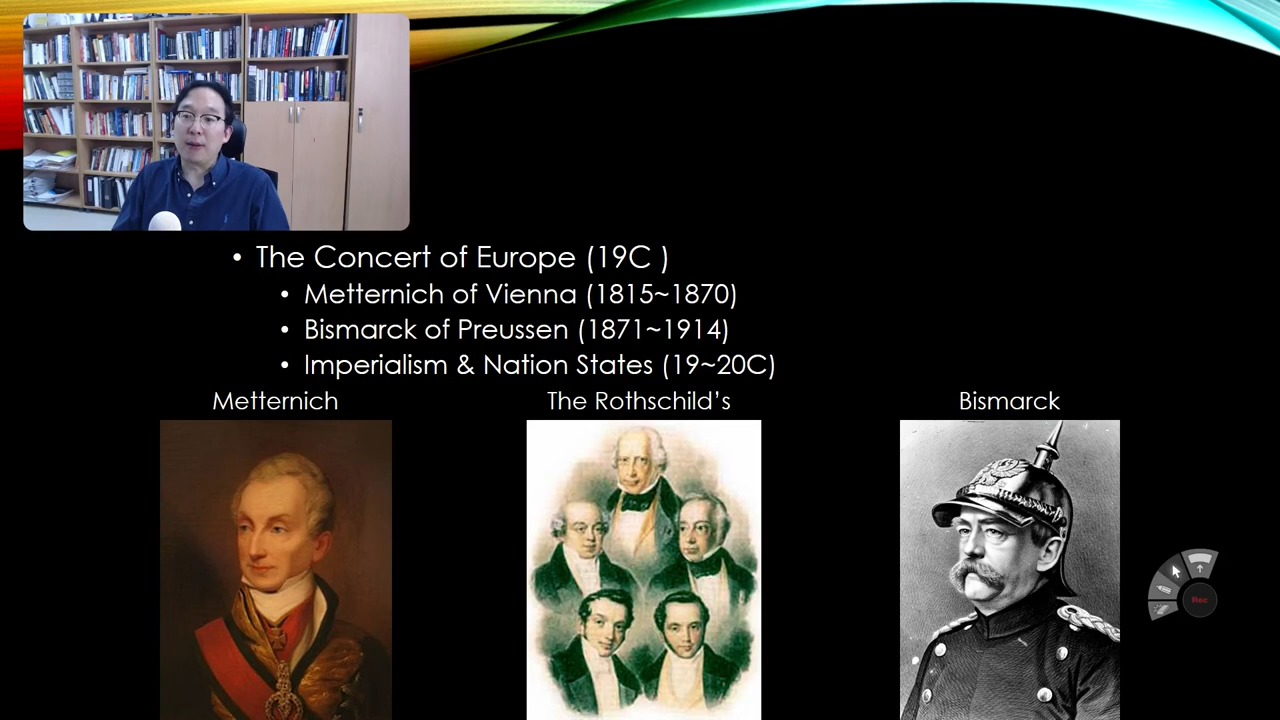 • The Concert of Europe (19C )
• Metternich of Vienna (1815~1870)
• Bismarck of Preussen (1871~1914)
• Imperialism & Nation States (19~20C)
Metternich
The Rothschild’s
Bismarck
Rec